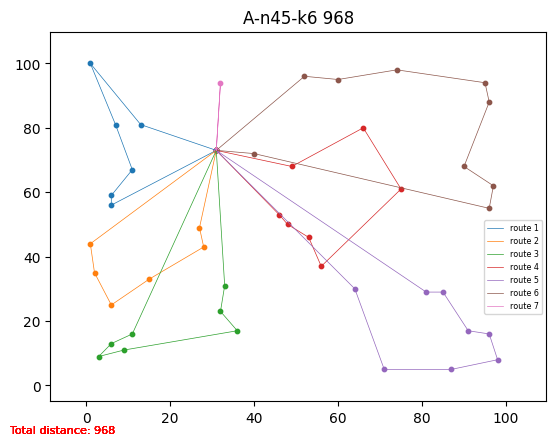 A-n45-k6 968
100
80
60
40
20
0
0 20 40 60 80 100
route 1
route 2
route 3
route 4
route 5
route 6
route 7
Total distance: 968